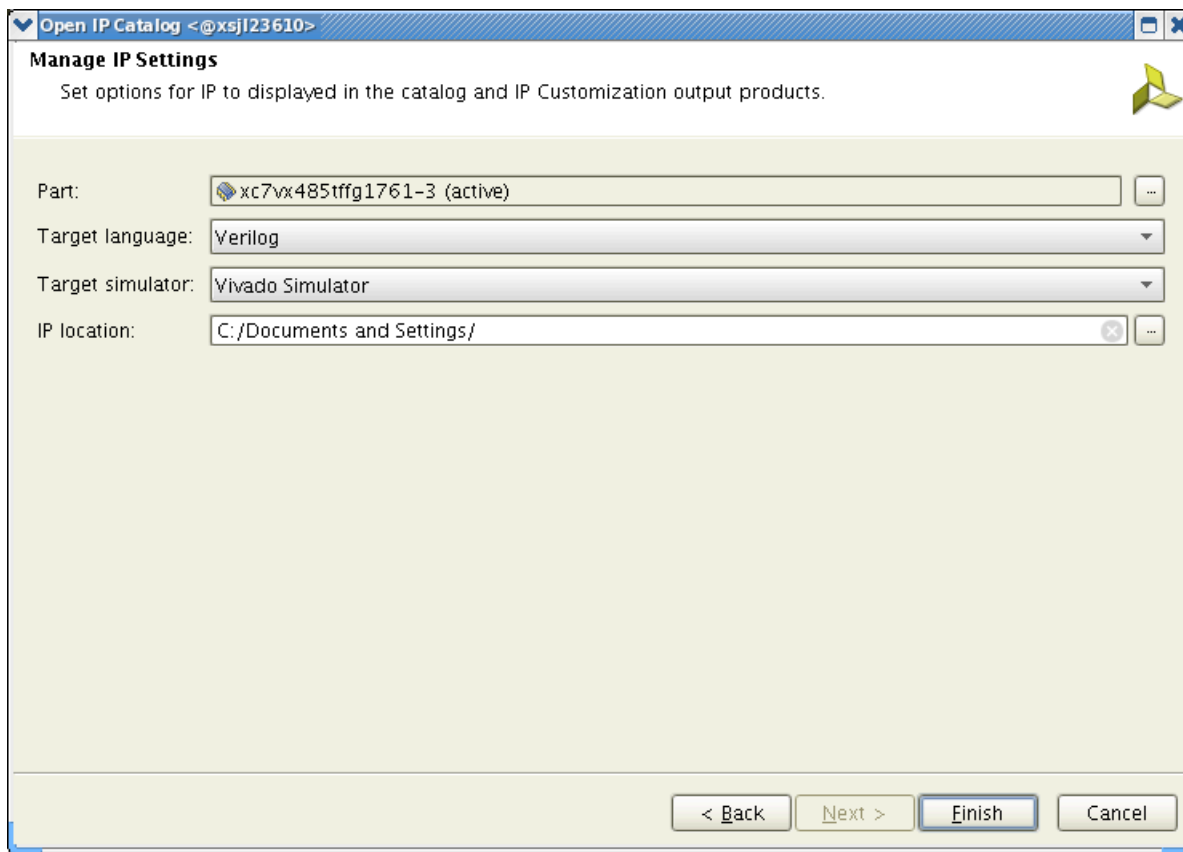 Open IP Catalog <@xsjl23610>
Manage IP Settings
Set options for IP to displayed in the catalog and IP Customization output products.
Part: xc7vx485tffg1761-3 (active) ...
Target language: Verilog
Target simulator: Vivado Simulator
IP location: C:/Documents and Settings/ ...
< Back Next > Finish Cancel